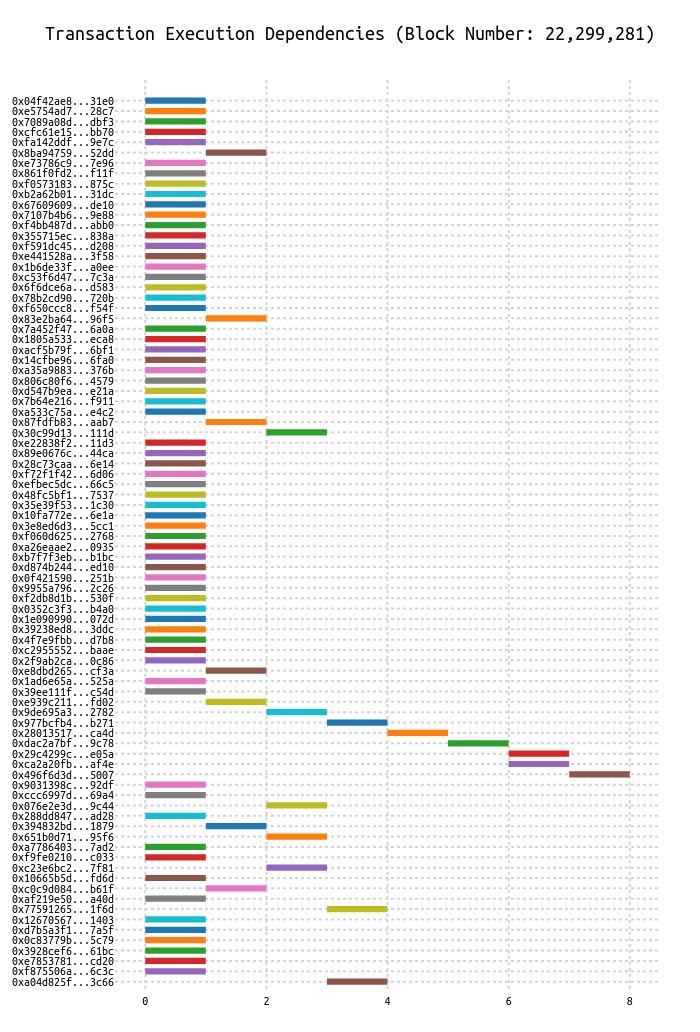 Transaction Execution Dependencies (Block Number: 22,299,281)
0x04f42ae8...31e0
0xe5754ad7...28c7
0x7089a08d...dbf3
0xcfc61e15...bb70
0xfa142ddf...9e7c
0x8ba94759...52dd
0xe73786c9...7e96
0x861f0fd2...f11f
0xf0573183...875c
0xb2a62b01...31dc
0x67609609...de10
0x7107b4b6...9e88
0xf4bb487d...abb0
0x355715ec...838a
0xf591dc45...d208
0xe441528a...3f58
0x1b6de33f...a0ee
0xc53f6d47...7c3a
0x6f6dce6a...d583
0x78b2cd90...720b
0xf650ccc8...f54f
0x83e2ba64...96f5
0x7a452f47...6a0a
0x1805a533...eca8
0xacf5b79f...6bf1
0x14cfbe96...6fa0
0xa35a9883...376b
0x806c80f6...4579
0xd547b9ea...e21a
0x7b64e216...f911
0xa533c75a...e4c2
0x87fdfb83...aab7
0x30c99d13...111d
0xe22838f2...11d3
0x89e0676c...44ca
0x28c73caa...6e14
0xf72f1f42...6d06
0xefbec5dc...66c5
0x48fc5bf1...7537
0x35e39f53...1c30
0x10fa772e...6e1a
0x3e8ed6d3...5cc1
0xf060d625...2768
0xa26eaae2...0935
0xb7f7f3eb...b1bc
0xd874b244...ed10
0x0f421590...251b
0x9955a796...2c26
0xf2db8d1b...530f
0x0352c3f3...b4a0
0x1e090990...072d
0x39238ed8...3ddc
0x4f7e9fbb...d7b8
0xc2955552...baae
0x2f9ab2ca...0c86
0xe8dbd265...cf3a
0x1ad6e65a...525a
0x39ee111f...c54d
0xe939c211...fd02
0x9de695a3...2782
0x977bcfb4...b271
0x28013517...ca4d
0xdac2a7bf...9c78
0x29c4299c...e05a
0xca2a20fb...af4e
0x496f6d3d...5007
0x9031398c...92df
0xccc6997d...69a4
0x076e2e3d...9c44
0x288dd847...ad28
0x394832bd...1879
0x651b0d71...95f6
0xa7786403...7ad2
0xf9fe0210...c033
0xc23e6bc2...7f81
0x10665b5d...fd6d
0xc0c9d084...b61f
0xaf219e50...a40d
0x77591265...1f6d
0x12670567...1403
0xd7b5a3f1...7a5f
0x0c83779b...5c79
0x3928cef6...61bc
0xe7853781...cd20
0xf875506a...6c3c
0xa04d825f...3c66
0 2 4 6 8